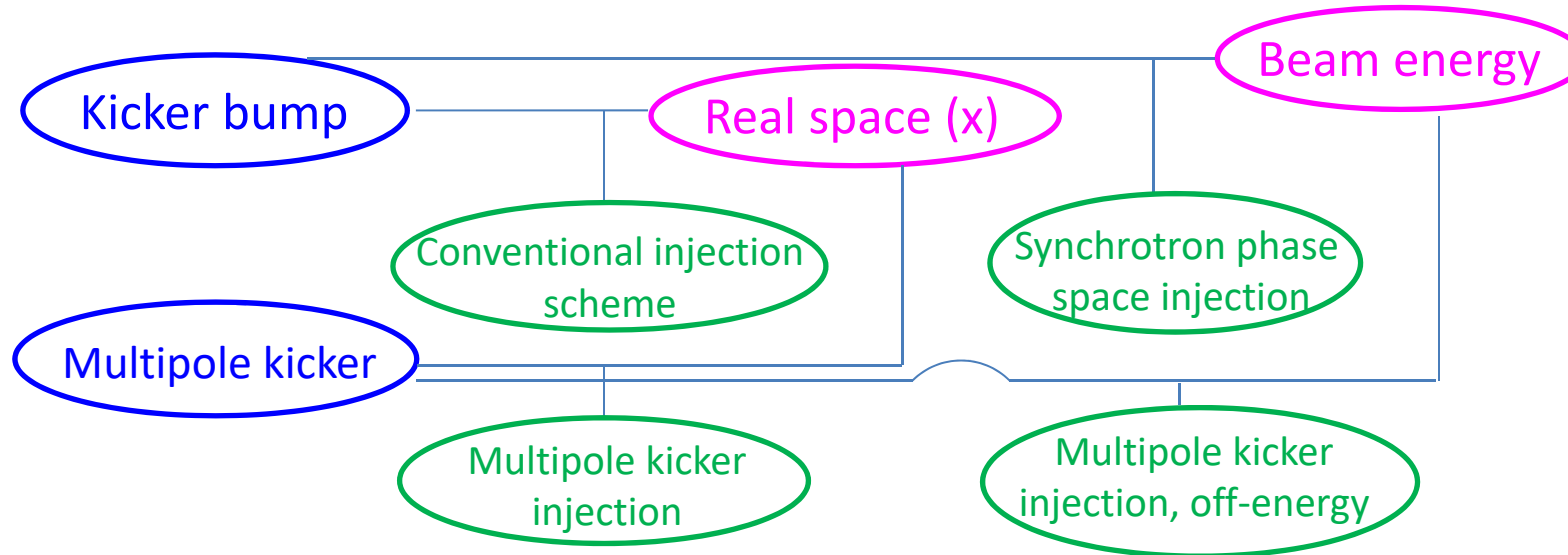 Beam energy
Kicker bump
Real space (x)
Conventional injection
scheme
Synchrotron phase
space injection
Multipole kicker
Multipole kicker
injection
Multipole kicker
injection, off-energy